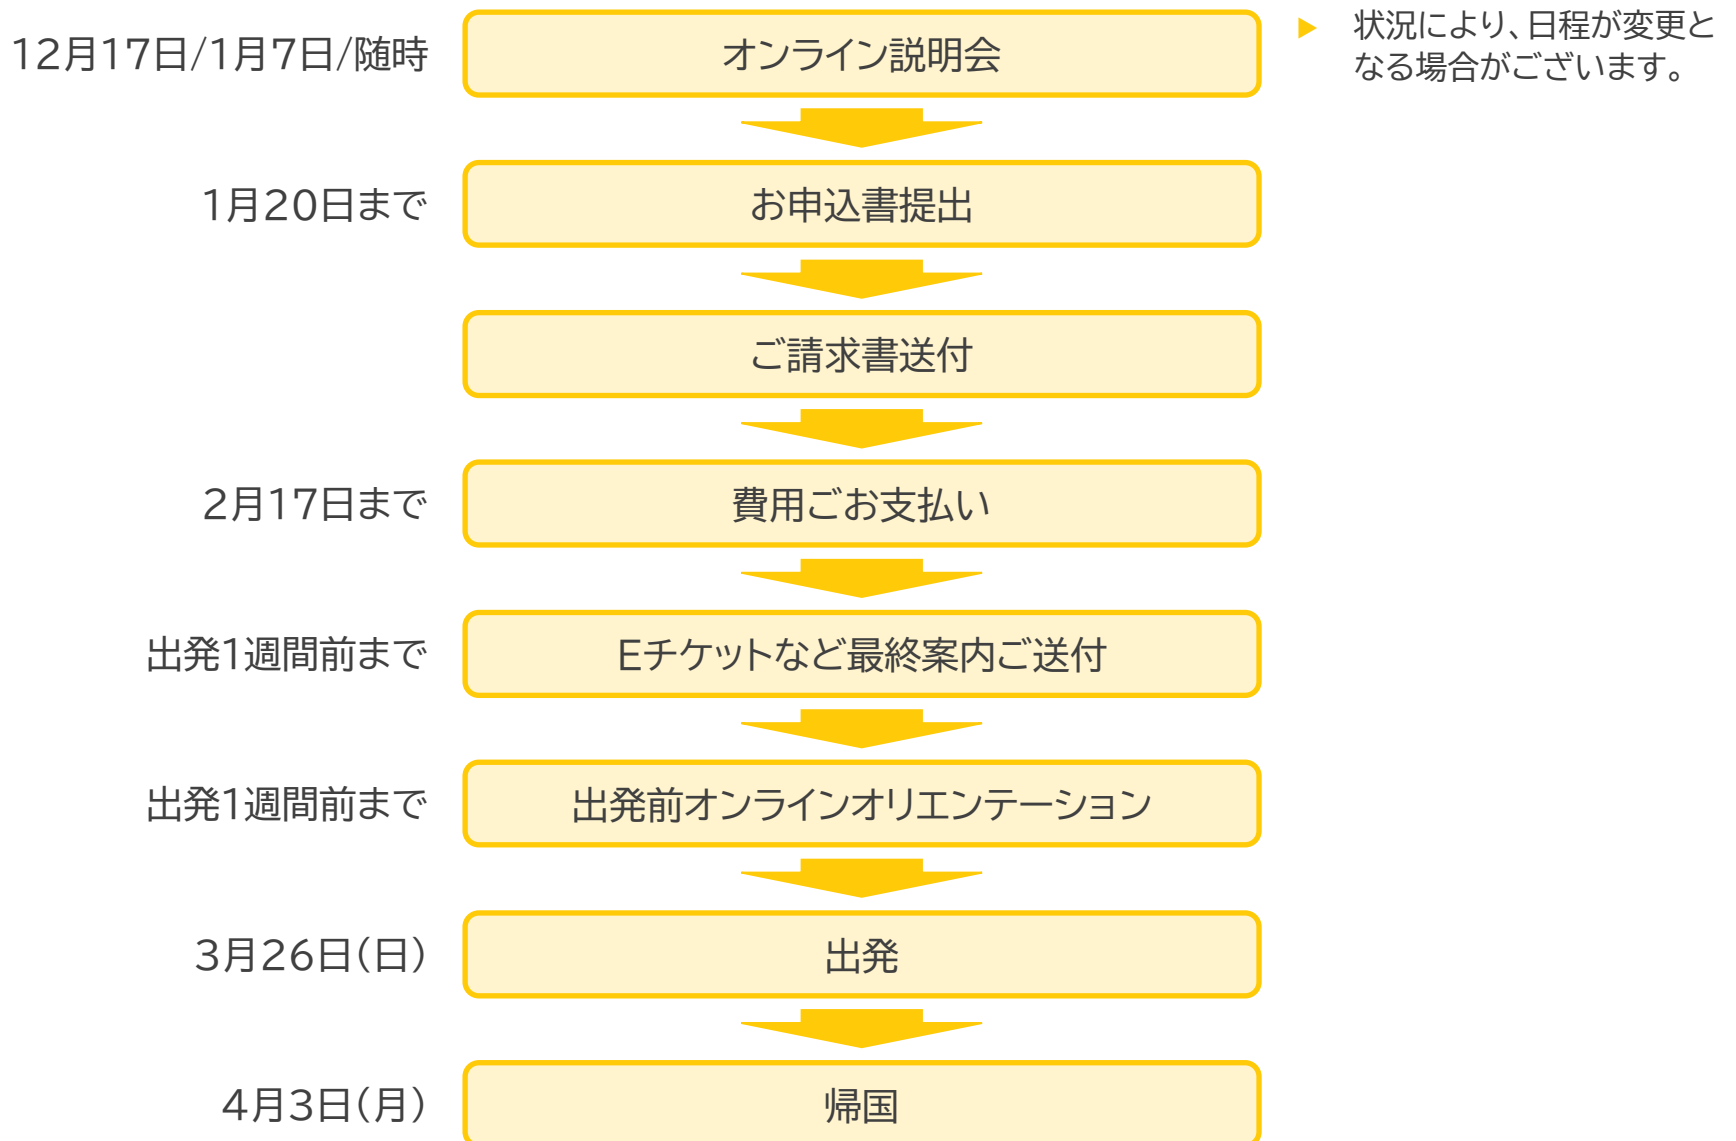 12月17日/1月7日/随時
オンライン説明会
▶ 状況により、日程が変更と
なる場合がございます。
1月20日まで
お申込書提出
ご請求書送付
2月17日まで
費用ごお支払い
出発1週間前まで
Eチケットなど最終案内ご送付
出発1週間前まで
出発前オンラインオリエンテーション
3月26日(日)
出発
4月3日(月)
帰国